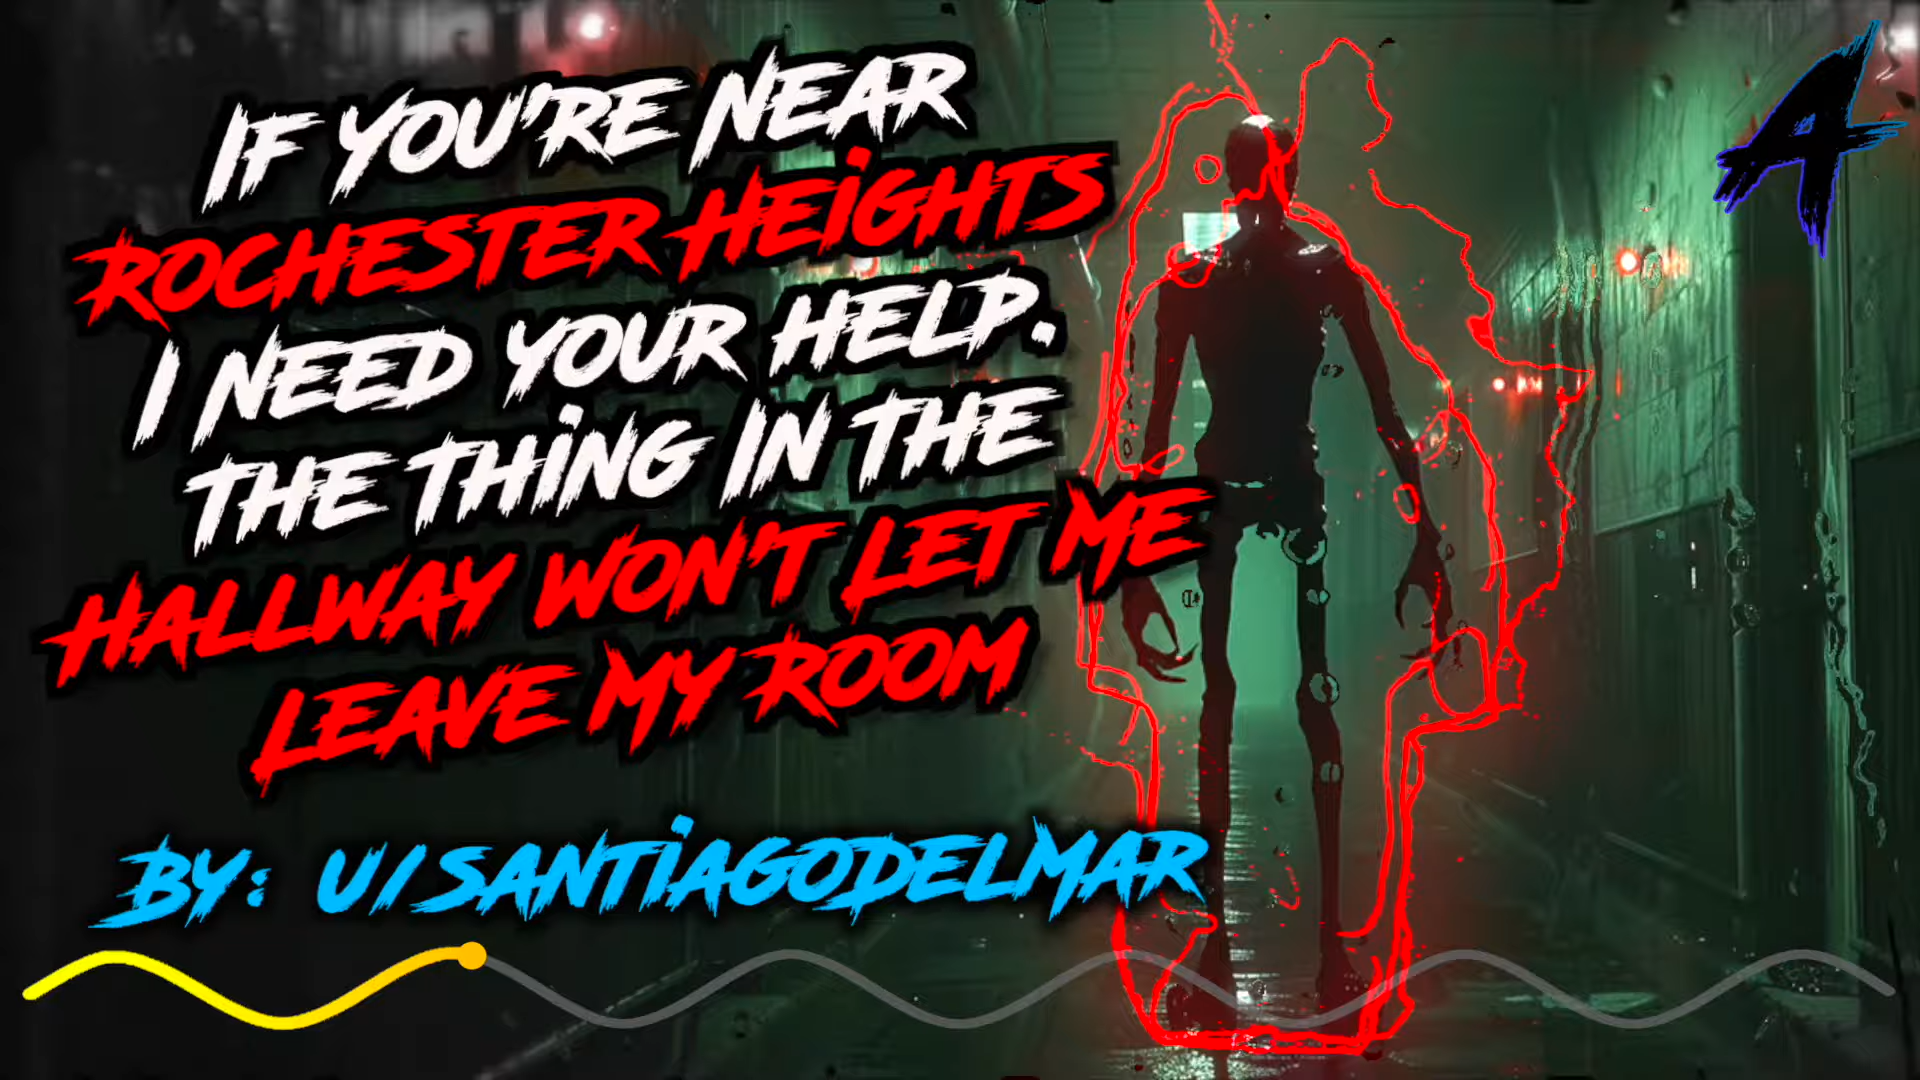 IF YOU'RE NEAR
ROCHESTER HEIGHTS
I NEED YOUR HELP.
THE THING IN THE
HALLWAY WON'T LET ME
LEAVE MY ROOM
BY: U/SANTIAGODELMAR
A